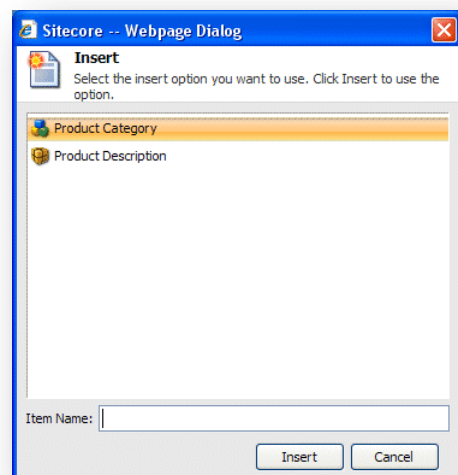 Sitecore -- Webpage Dialog
Insert
Select the insert option you want to use. Click Insert to use the
option.
Product Category
Product Description
Item Name:
Insert
Cancel